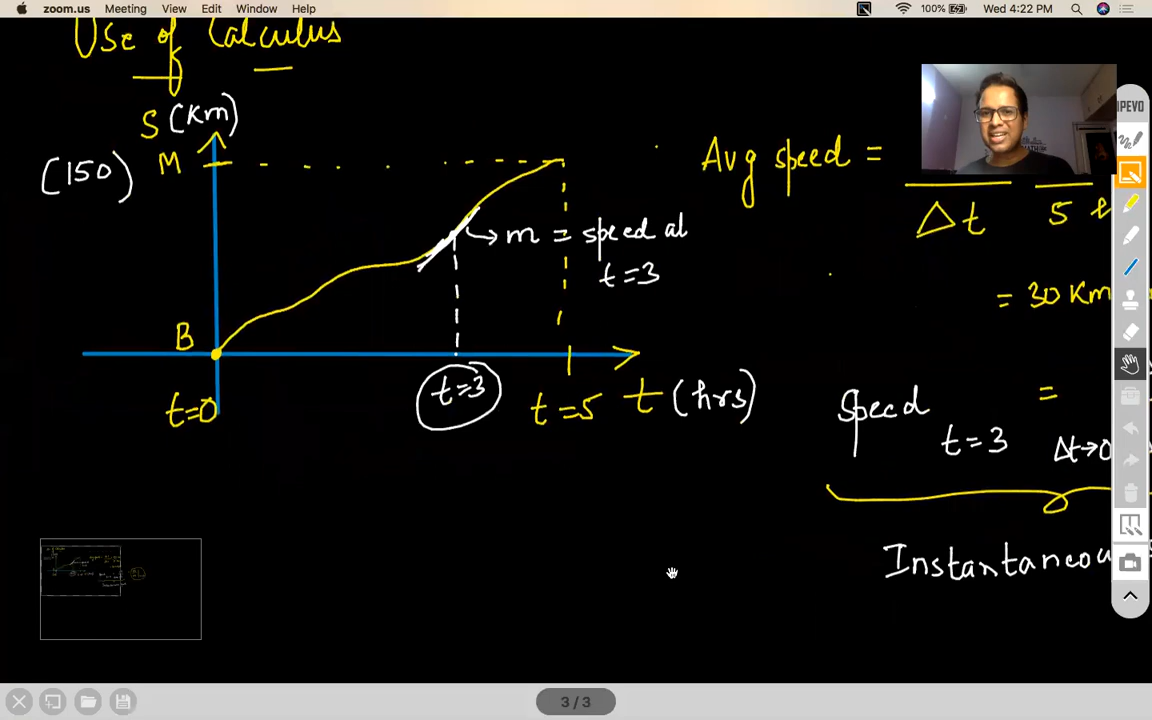 zoom.us Meeting View Edit Window Help 100% Wed 4:22 PM
Use of Calculus
S (Km)
(150) M
Avg speed =
Δt 5
m = speed at
t=3
= 30 Km
B
t=0
t=3
t=5
t (hrs)
speed =
t=3 Δt→0
Instantaneou
IPEVO
3 / 3